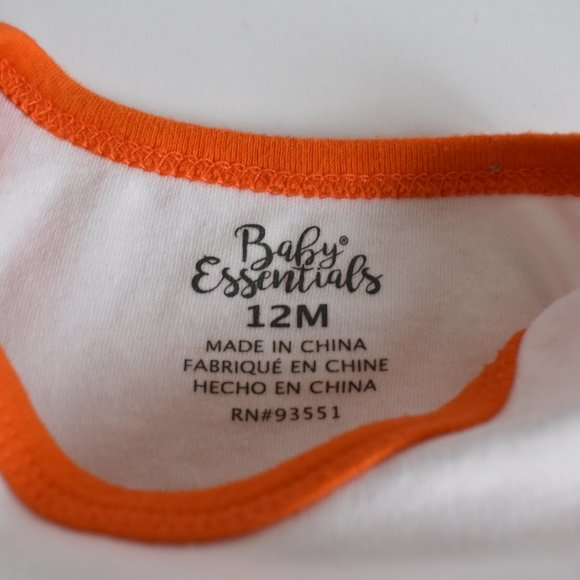 Baby®
Essentials
12M
MADE IN CHINA
FABRIQUÉ EN CHINE
HECHO EN CHINA
RN#93551